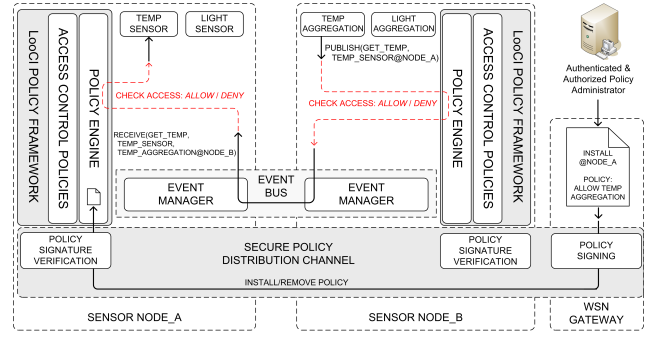 LooCI POLICY FRAMEWORK
ACCESS CONTROL POLICIES
POLICY ENGINE
TEMP
SENSOR
LIGHT
SENSOR
CHECK ACCESS: ALLOW / DENY
RECEIVE(GET_TEMP,
TEMP_SENSOR,
TEMP_AGGREGATION@NODE_B)
EVENT
MANAGER
EVENT
BUS
EVENT
MANAGER
TEMP
AGGREGATION
LIGHT
AGGREGATION
PUBLISH(GET_TEMP,
TEMP_SENSOR@NODE_A)
CHECK ACCESS: ALLOW / DENY
POLICY ENGINE
ACCESS CONTROL POLICIES
LooCI POLICY FRAMEWORK
Authenticated &
Authorized Policy
Administrator
INSTALL
@NODE_A
POLICY:
ALLOW TEMP
AGGREGATION
POLICY
SIGNATURE
VERIFICATION
SECURE POLICY
DISTRIBUTION CHANNEL
POLICY
SIGNATURE
VERIFICATION
POLICY
SIGNING
INSTALL/REMOVE POLICY
SENSOR NODE_A
SENSOR NODE_B
WSN
GATEWAY